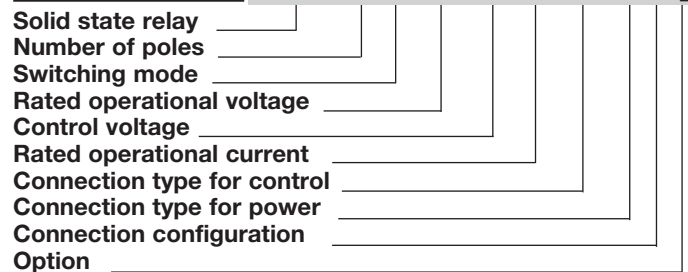 Solid state relay
Number of poles
Switching mode
Rated operational voltage
Control voltage
Rated operational current
Connection type for control
Connection type for power
Connection configuration
Option